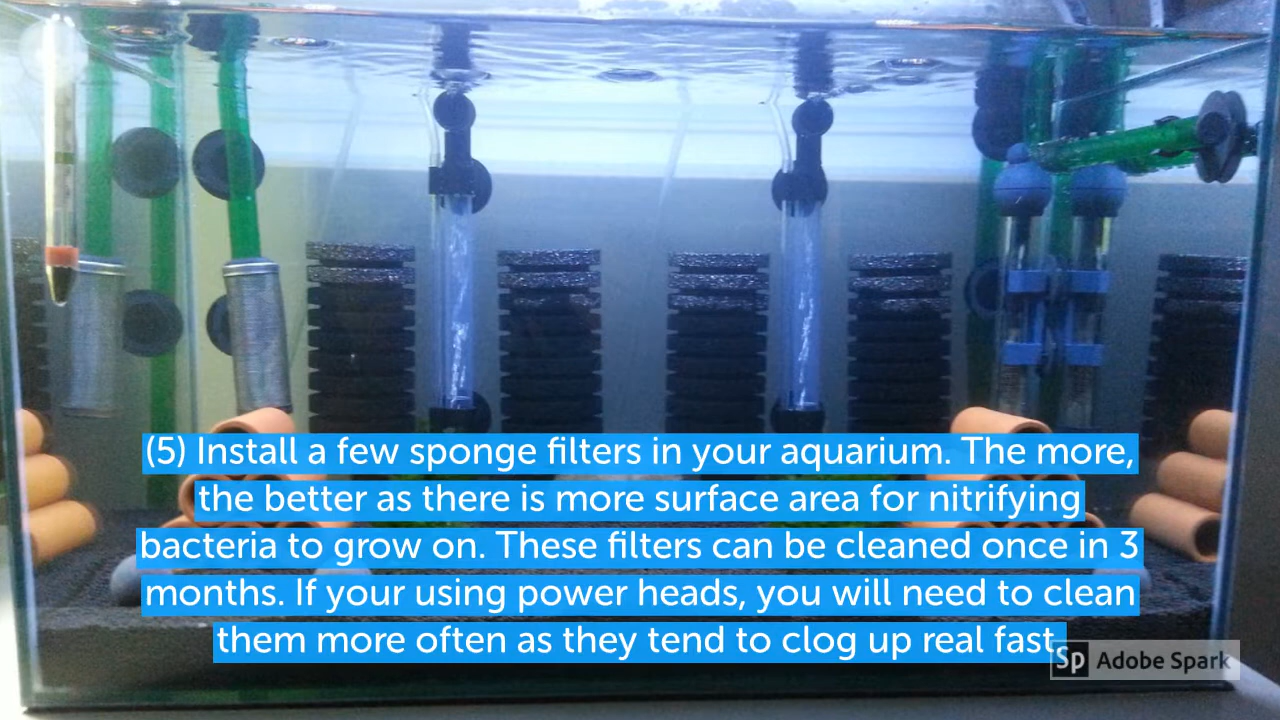 (5) Install a few sponge filters in your aquarium. The more,
the better as there is more surface area for nitrifying
bacteria to grow on. These filters can be cleaned once in 3
months. If your using power heads, you will need to clean
them more often as they tend to clog up real fast.
Sp Adobe Spark